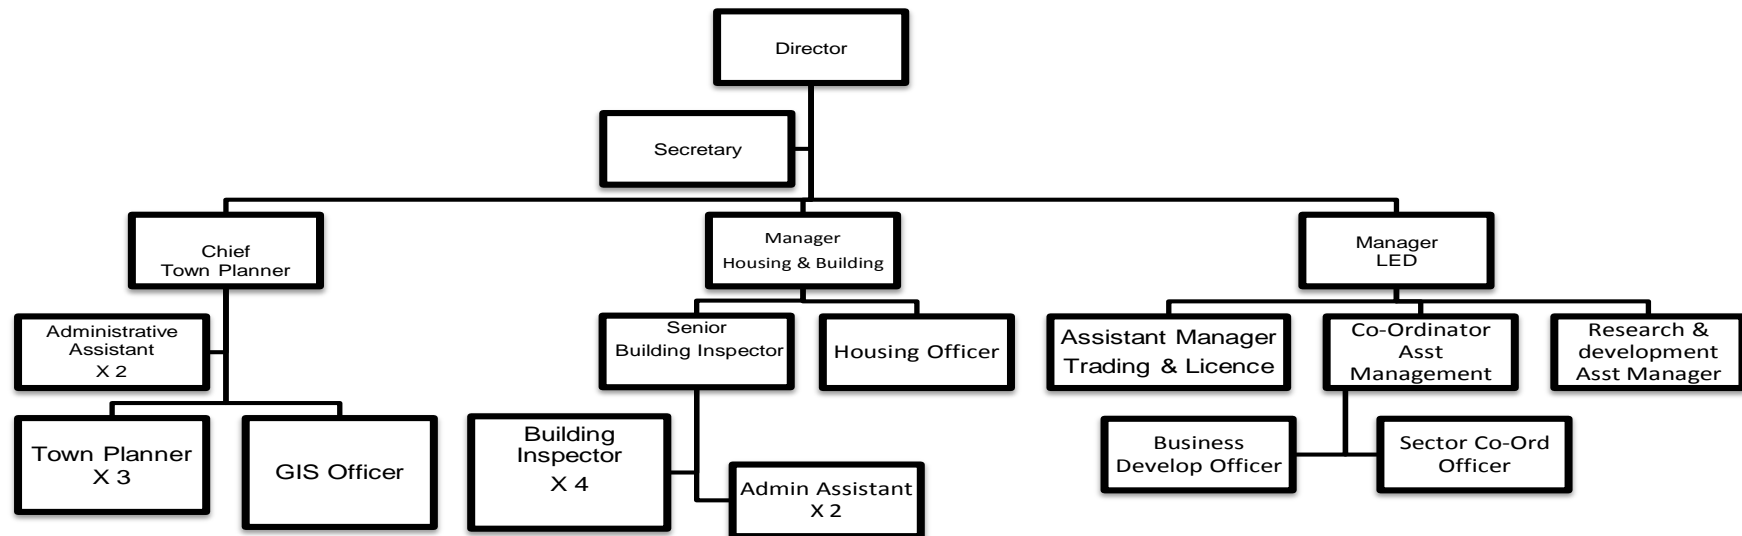 Director
Secretary
Chief
Town Planner
Manager
Housing & Building
Manager
LED
Administrative
Assistant
X 2
Senior
Building Inspector
Housing Officer
Assistant Manager
Trading & Licence
Co-Ordinator
Asst
Management
Research &
development
Asst Manager
Town Planner
X 3
GIS Officer
Building
Inspector
X 4
Admin Assistant
X 2
Business
Develop Officer
Sector Co-Ord
Officer